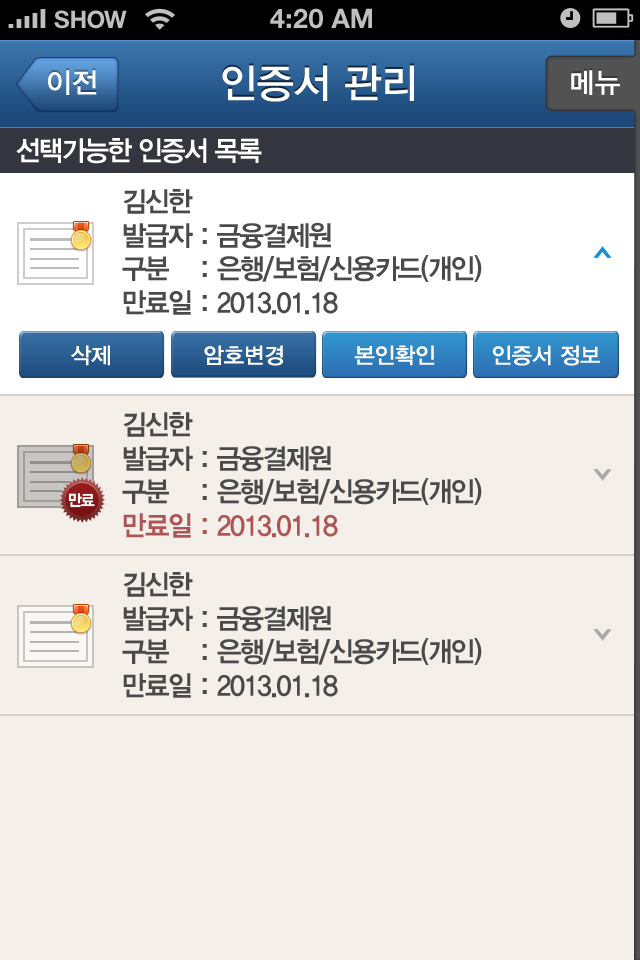 SHOW 4:20 AM
이전 인증서 관리 메뉴
선택가능한 인증서 목록
김신한
발급자 : 금융결제원
구분 : 은행/보험/신용카드(개인)
만료일 : 2013.01.18
삭제 암호변경 본인확인 인증서 정보
김신한
발급자 : 금융결제원
만료
구분 : 은행/보험/신용카드(개인)
만료일 : 2013.01.18
김신한
발급자 : 금융결제원
구분 : 은행/보험/신용카드(개인)
만료일 : 2013.01.18